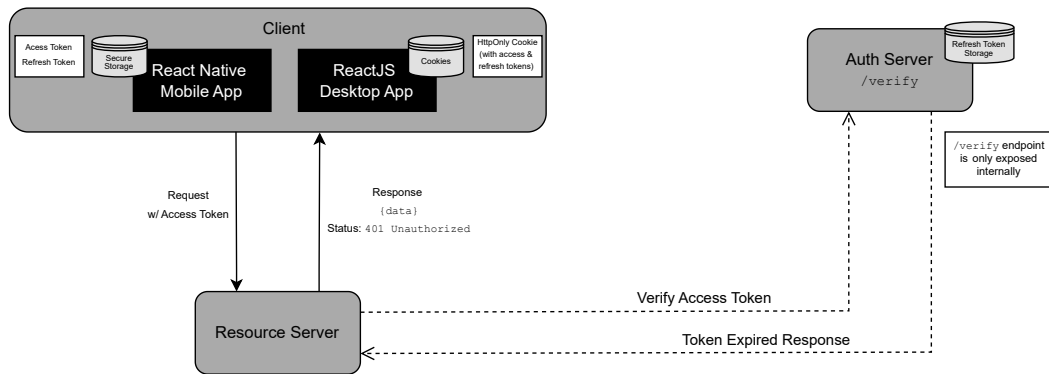 Client
Acess Token
Refresh Token
Secure
Storage
React Native
Mobile App
ReactJS
Desktop App
Cookies
HttpOnly Cookie
(with access &
refresh tokens)
Auth Server
/verify
Refresh Token
Storage
/verify endpoint
is only exposed
internally
Request
w/ Access Token
Response
{data}
Status: 401 Unauthorized
Resource Server
Verify Access Token
Token Expired Response